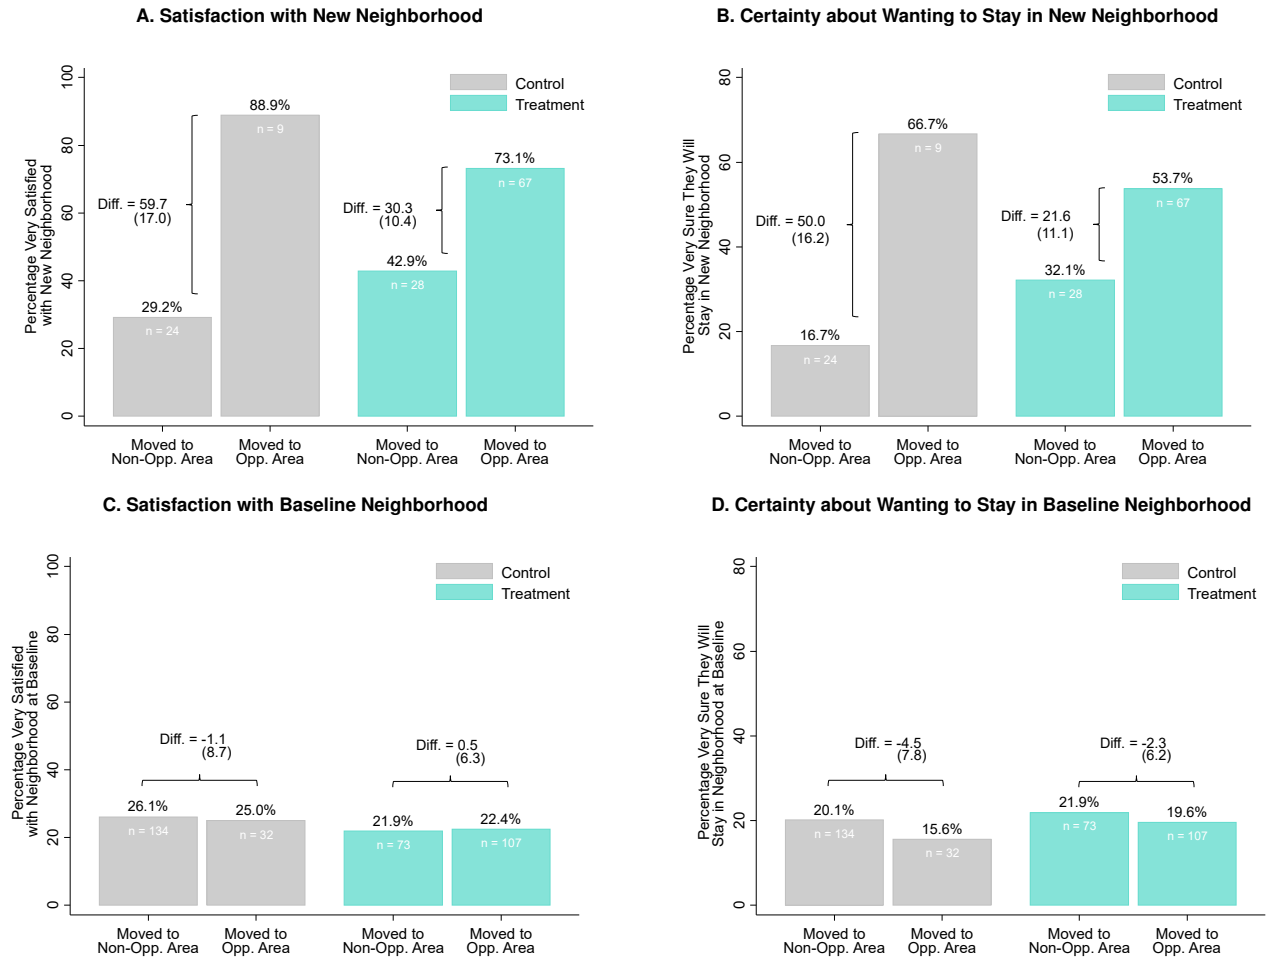 A. Satisfaction with New Neighborhood
Percentage Very Satisfied
with New Neighborhood
100
80
60
40
20
0
Control
Treatment
88.9%
n = 9
73.1%
n = 67
Diff. = 59.7
(17.0)
Diff. = 30.3
(10.4)
42.9%
n = 28
29.2%
n = 24
Moved to
Non-Opp. Area
Moved to
Opp. Area
Moved to
Non-Opp. Area
Moved to
Opp. Area
B. Certainty about Wanting to Stay in New Neighborhood
Percentage Very Sure They Will
Stay in New Neighborhood
80
60
40
20
0
Control
Treatment
66.7%
n = 9
53.7%
n = 67
Diff. = 50.0
(16.2)
Diff. = 21.6
(11.1)
32.1%
n = 28
16.7%
n = 24
Moved to
Non-Opp. Area
Moved to
Opp. Area
Moved to
Non-Opp. Area
Moved to
Opp. Area
C. Satisfaction with Baseline Neighborhood
Percentage Very Satisfied
with Neighborhood at Baseline
100
80
60
40
20
0
Control
Treatment
Diff. = -1.1
(8.7)
Diff. = 0.5
(6.3)
26.1%
n = 134
25.0%
n = 32
21.9%
n = 73
22.4%
n = 107
Moved to
Non-Opp. Area
Moved to
Opp. Area
Moved to
Non-Opp. Area
Moved to
Opp. Area
D. Certainty about Wanting to Stay in Baseline Neighborhood
Percentage Very Sure They Will
Stay in Neighborhood at Baseline
80
60
40
20
0
Control
Treatment
Diff. = -4.5
(7.8)
Diff. = -2.3
(6.2)
20.1%
n = 134
15.6%
n = 32
21.9%
n = 73
19.6%
n = 107
Moved to
Non-Opp. Area
Moved to
Opp. Area
Moved to
Non-Opp. Area
Moved to
Opp. Area